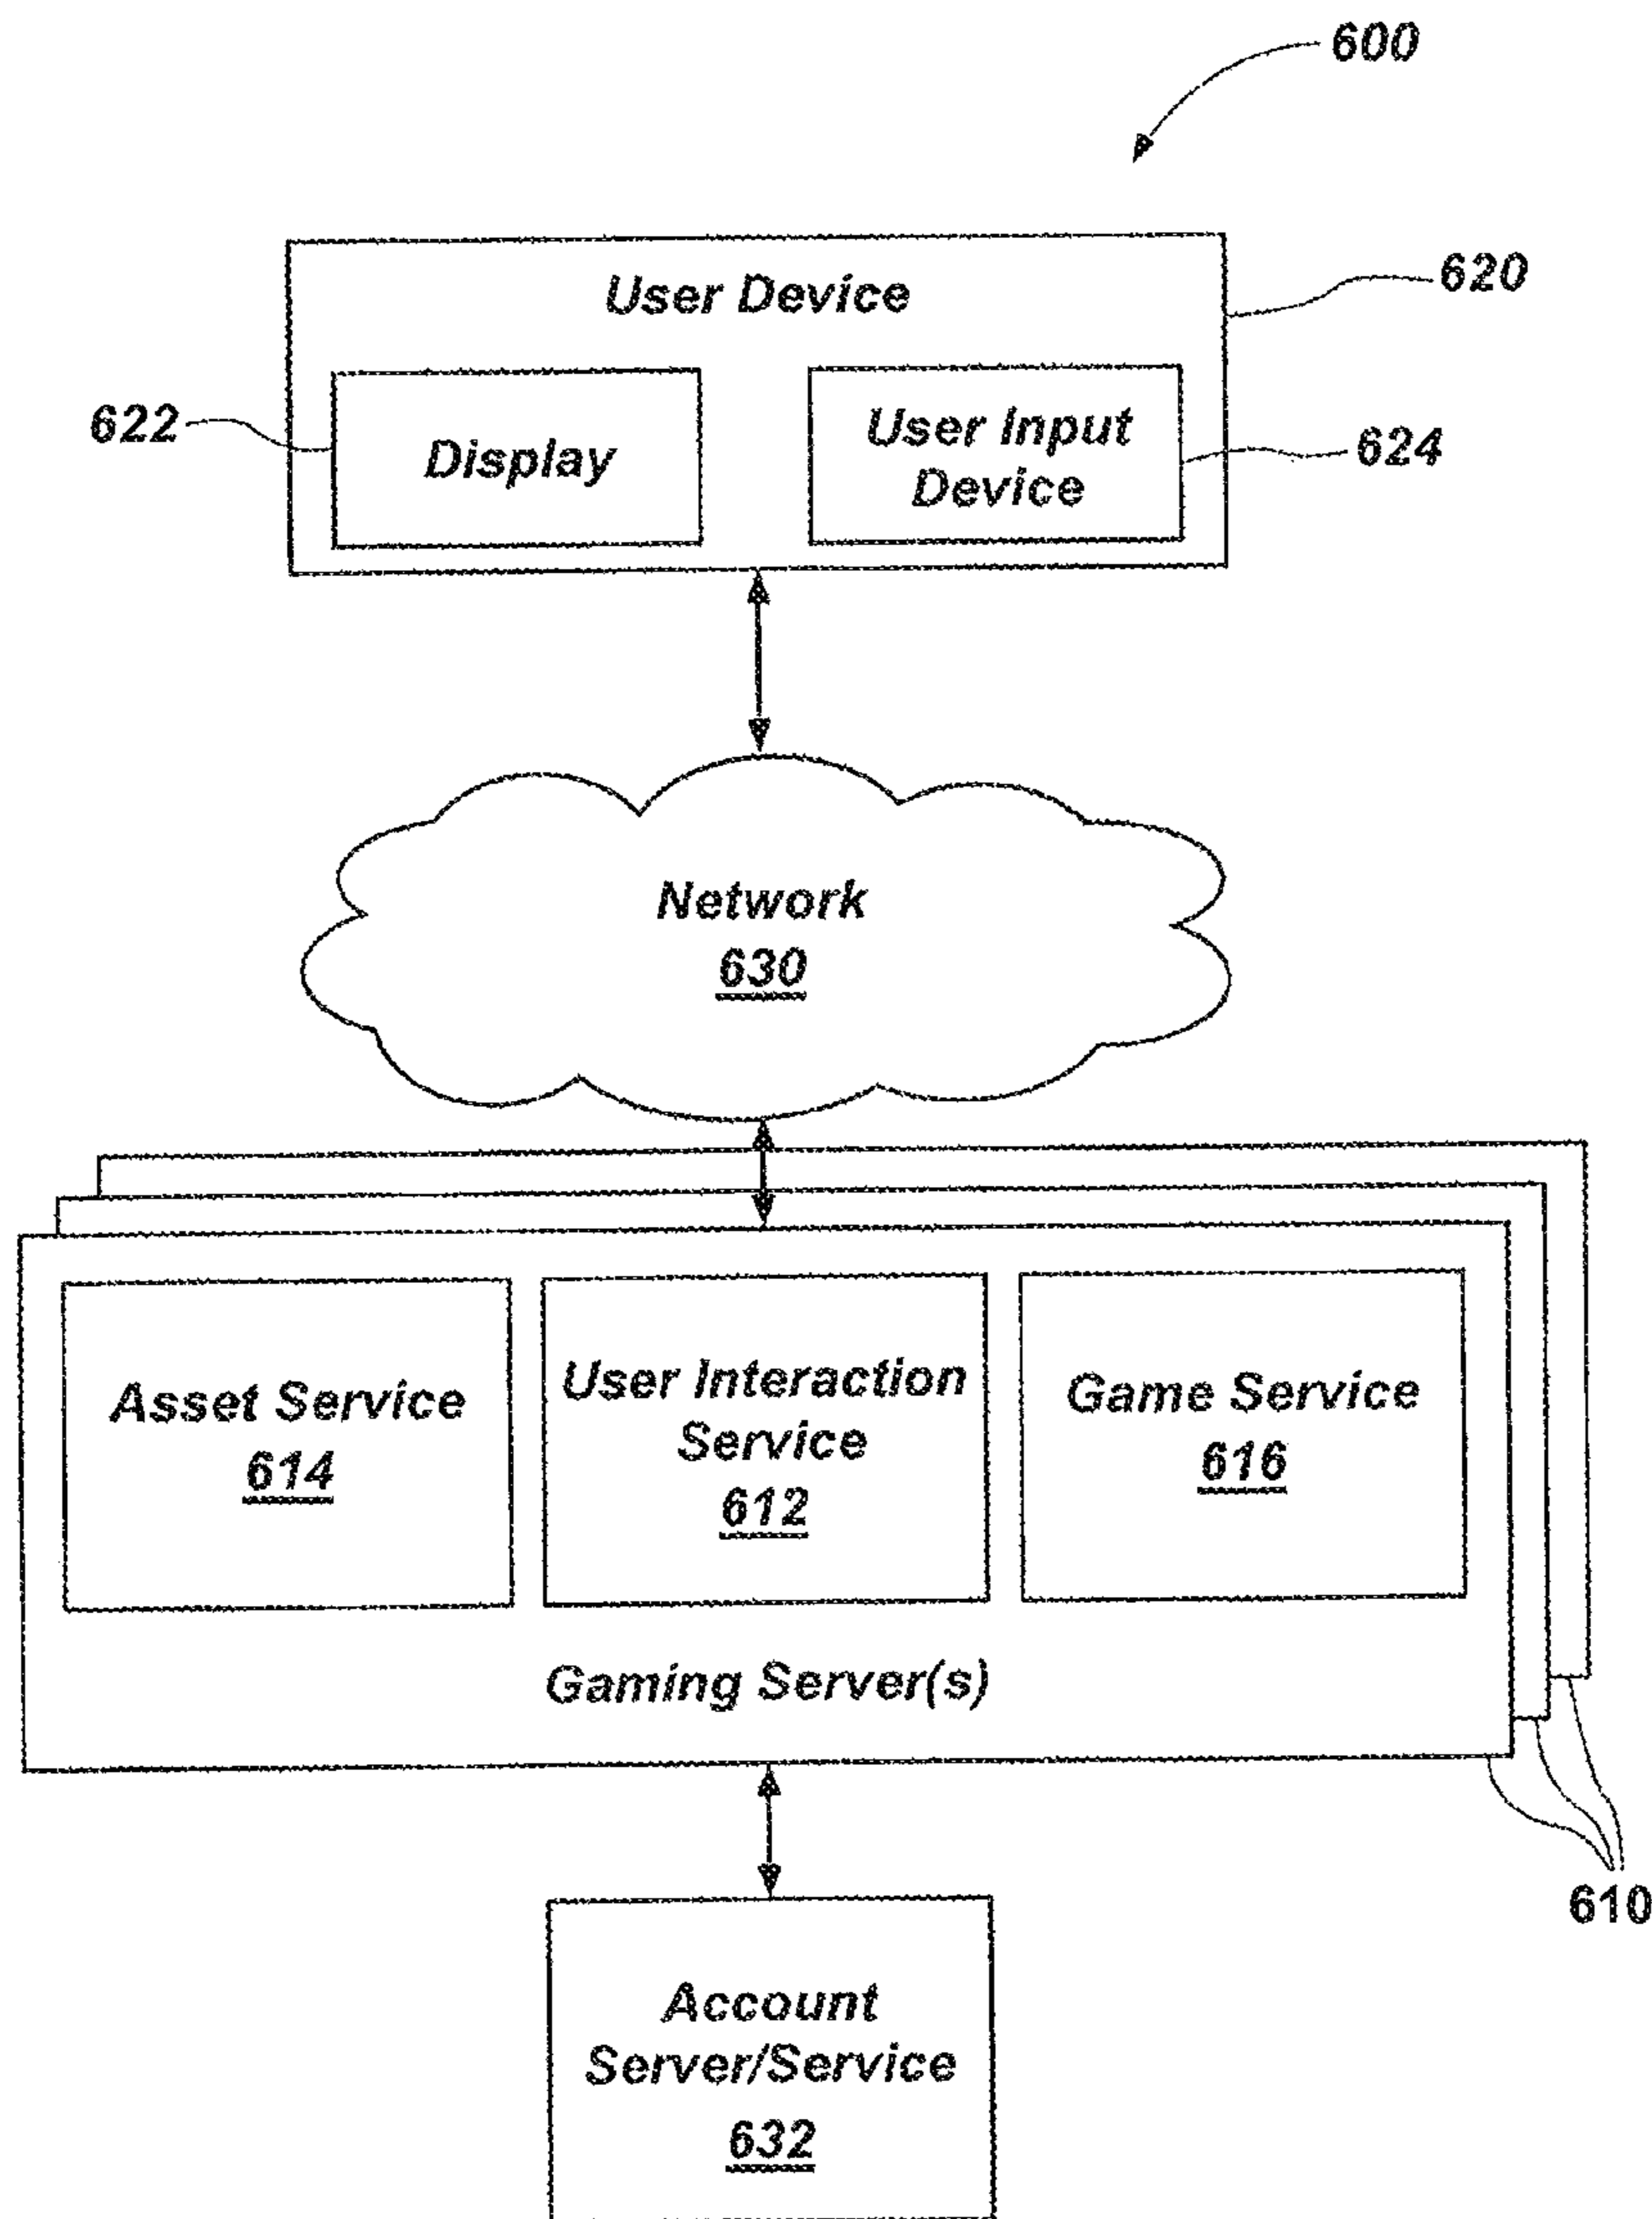 600
User Device
620
622
Display
User Input
Device
624
Network
630
Asset Service
614
User Interaction
Service
612
Game Service
616
Gaming Server(s)
610
Account
Server/Service
632